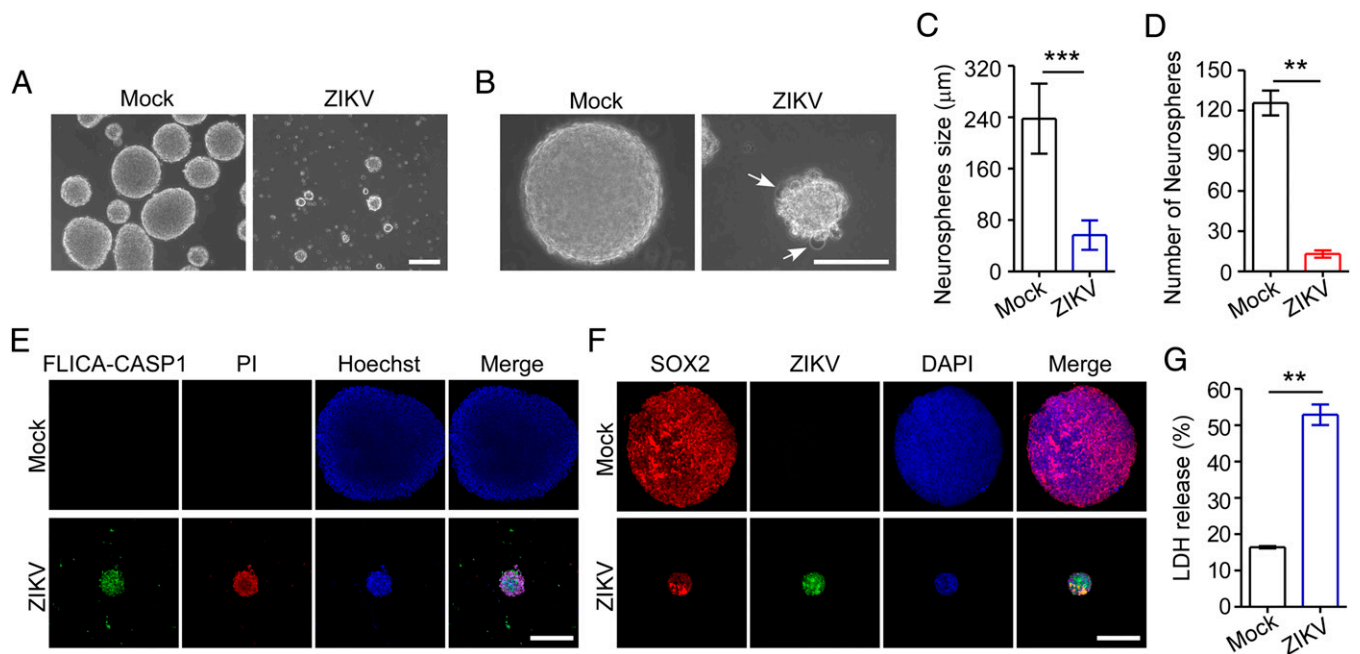 A
Mock
ZIKV
B
Mock
ZIKV
C
Neurospheres size (μm)
320
240
160
80
0
***
Mock
ZIKV
D
Number of Neurospheres
150
120
90
60
30
0
**
Mock
ZIKV
E
FLICA-CASP1
PI
Hoechst
Merge
Mock
ZIKV
F
SOX2
ZIKV
DAPI
Merge
Mock
ZIKV
G
LDH release (%)
60
50
40
30
20
10
0
**
Mock
ZIKV